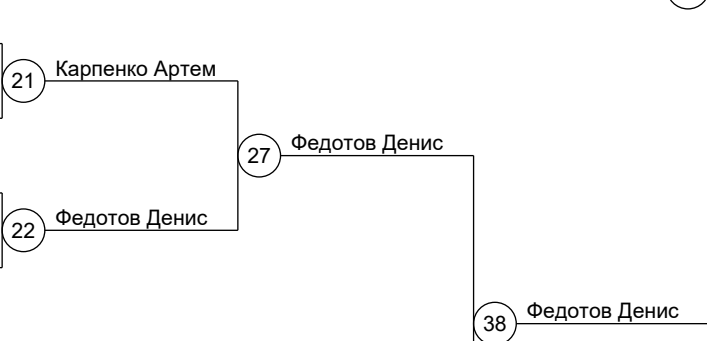 21 Карпенко Артем
27 Федотов Денис
22 Федотов Денис
38 Федотов Денис